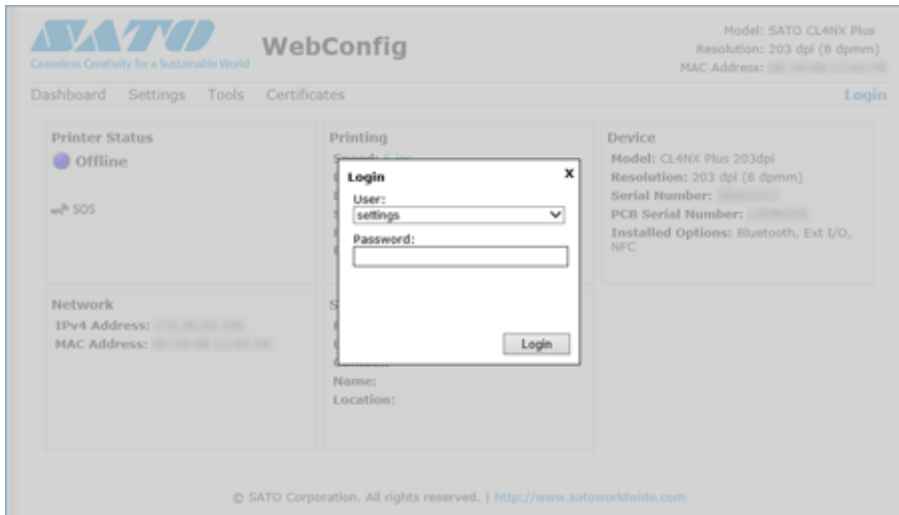 SATO
Ceaseless Creativity for a Sustainable World
WebConfig
Model: SATO CL4NX Plus
Resolution: 203 dpi (8 dpmm)
MAC Address:
Dashboard Settings Tools Certificates Login
Printer Status
Offline
SOS
Printing
Device
Model: CL4NX Plus 203dpi
Resolution: 203 dpi (8 dpmm)
Serial Number:
PCB Serial Number:
Installed Options: Bluetooth, Ext I/O,
NFC
Login x
User:
settings
Password:
Login
Network
IPv4 Address:
MAC Address:
Name:
Location:
© SATO Corporation. All rights reserved. | http://www.satoworldwide.com